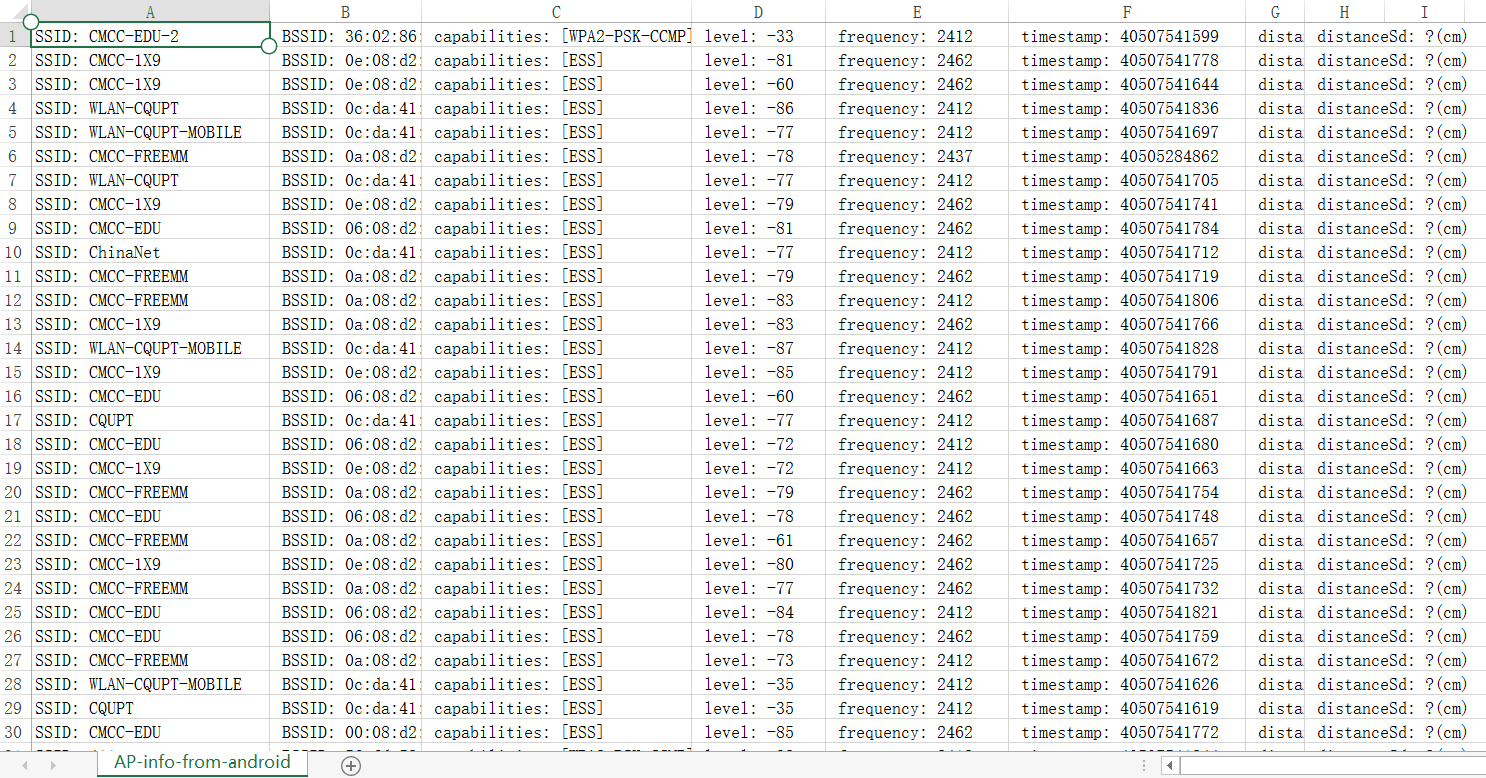 A B C D E F G H I
1 SSID: CMCC-EDU-2 BSSID: 36:02:86: capabilities: [WPA2-PSK-CCMP] level: -33 frequency: 2412 timestamp: 40507541599 dista distanceSd: ?(cm)
2 SSID: CMCC-1X9 BSSID: 0e:08:d2: capabilities: [ESS] level: -81 frequency: 2462 timestamp: 40507541778 dista distanceSd: ?(cm)
3 SSID: CMCC-1X9 BSSID: 0e:08:d2: capabilities: [ESS] level: -60 frequency: 2462 timestamp: 40507541644 dista distanceSd: ?(cm)
4 SSID: WLAN-CQUPT BSSID: 0c:da:41: capabilities: [ESS] level: -86 frequency: 2412 timestamp: 40507541836 dista distanceSd: ?(cm)
5 SSID: WLAN-CQUPT-MOBILE BSSID: 0c:da:41: capabilities: [ESS] level: -77 frequency: 2412 timestamp: 40507541697 dista distanceSd: ?(cm)
6 SSID: CMCC-FREEMM BSSID: 0a:08:d2: capabilities: [ESS] level: -78 frequency: 2437 timestamp: 40505284862 dista distanceSd: ?(cm)
7 SSID: WLAN-CQUPT BSSID: 0c:da:41: capabilities: [ESS] level: -77 frequency: 2412 timestamp: 40507541705 dista distanceSd: ?(cm)
8 SSID: CMCC-1X9 BSSID: 0e:08:d2: capabilities: [ESS] level: -79 frequency: 2462 timestamp: 40507541741 dista distanceSd: ?(cm)
9 SSID: CMCC-EDU BSSID: 06:08:d2: capabilities: [ESS] level: -81 frequency: 2462 timestamp: 40507541784 dista distanceSd: ?(cm)
10 SSID: ChinaNet BSSID: 0c:da:41: capabilities: [ESS] level: -77 frequency: 2412 timestamp: 40507541712 dista distanceSd: ?(cm)
11 SSID: CMCC-FREEMM BSSID: 0a:08:d2: capabilities: [ESS] level: -79 frequency: 2462 timestamp: 40507541719 dista distanceSd: ?(cm)
12 SSID: CMCC-FREEMM BSSID: 0a:08:d2: capabilities: [ESS] level: -83 frequency: 2412 timestamp: 40507541806 dista distanceSd: ?(cm)
13 SSID: CMCC-1X9 BSSID: 0a:08:d2: capabilities: [ESS] level: -83 frequency: 2462 timestamp: 40507541766 dista distanceSd: ?(cm)
14 SSID: WLAN-CQUPT-MOBILE BSSID: 0c:da:41: capabilities: [ESS] level: -87 frequency: 2412 timestamp: 40507541828 dista distanceSd: ?(cm)
15 SSID: CMCC-1X9 BSSID: 0e:08:d2: capabilities: [ESS] level: -85 frequency: 2462 timestamp: 40507541791 dista distanceSd: ?(cm)
16 SSID: CMCC-EDU BSSID: 06:08:d2: capabilities: [ESS] level: -60 frequency: 2462 timestamp: 40507541651 dista distanceSd: ?(cm)
17 SSID: CQUPT BSSID: 0c:da:41: capabilities: [ESS] level: -77 frequency: 2412 timestamp: 40507541687 dista distanceSd: ?(cm)
18 SSID: CMCC-EDU BSSID: 06:08:d2: capabilities: [ESS] level: -72 frequency: 2412 timestamp: 40507541680 dista distanceSd: ?(cm)
19 SSID: CMCC-1X9 BSSID: 0e:08:d2: capabilities: [ESS] level: -72 frequency: 2412 timestamp: 40507541663 dista distanceSd: ?(cm)
20 SSID: CMCC-FREEMM BSSID: 0a:08:d2: capabilities: [ESS] level: -79 frequency: 2462 timestamp: 40507541754 dista distanceSd: ?(cm)
21 SSID: CMCC-EDU BSSID: 06:08:d2: capabilities: [ESS] level: -78 frequency: 2462 timestamp: 40507541748 dista distanceSd: ?(cm)
22 SSID: CMCC-FREEMM BSSID: 0a:08:d2: capabilities: [ESS] level: -61 frequency: 2462 timestamp: 40507541657 dista distanceSd: ?(cm)
23 SSID: CMCC-1X9 BSSID: 0e:08:d2: capabilities: [ESS] level: -80 frequency: 2462 timestamp: 40507541725 dista distanceSd: ?(cm)
24 SSID: CMCC-FREEMM BSSID: 0a:08:d2: capabilities: [ESS] level: -77 frequency: 2462 timestamp: 40507541732 dista distanceSd: ?(cm)
25 SSID: CMCC-EDU BSSID: 06:08:d2: capabilities: [ESS] level: -84 frequency: 2412 timestamp: 40507541821 dista distanceSd: ?(cm)
26 SSID: CMCC-EDU BSSID: 06:08:d2: capabilities: [ESS] level: -78 frequency: 2462 timestamp: 40507541759 dista distanceSd: ?(cm)
27 SSID: CMCC-FREEMM BSSID: 0a:08:d2: capabilities: [ESS] level: -73 frequency: 2412 timestamp: 40507541672 dista distanceSd: ?(cm)
28 SSID: WLAN-CQUPT-MOBILE BSSID: 0c:da:41: capabilities: [ESS] level: -35 frequency: 2412 timestamp: 40507541626 dista distanceSd: ?(cm)
29 SSID: CQUPT BSSID: 0c:da:41: capabilities: [ESS] level: -35 frequency: 2412 timestamp: 40507541619 dista distanceSd: ?(cm)
30 SSID: CMCC-EDU BSSID: 00:08:d2: capabilities: [ESS] level: -85 frequency: 2462 timestamp: 40507541772 dista distanceSd: ?(cm)
AP-info-from-android